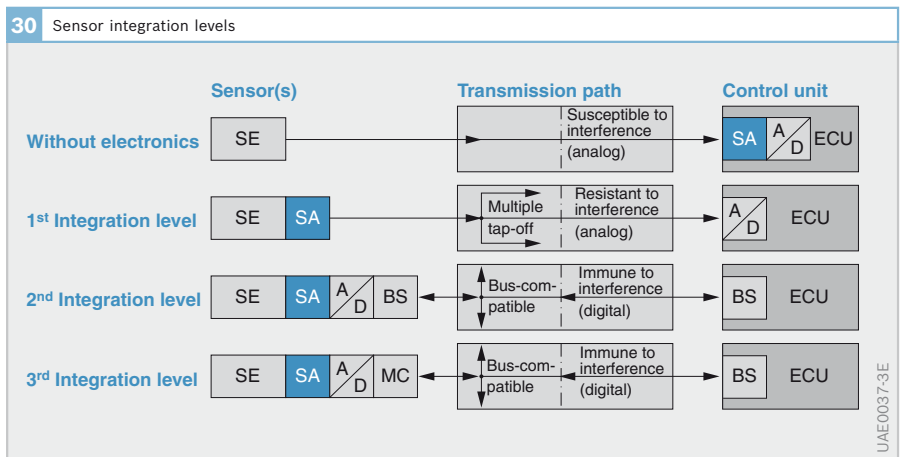 30 Sensor integration levels
Sensor(s) Transmission path Control unit
Without electronics SE Susceptible to interference (analog) SA A/D ECU
1st Integration level SE SA Multiple tap-off Resistant to interference (analog) A/D ECU
2nd Integration level SE SA A/D BS Bus-com-patible Immune to interference (digital) BS ECU
3rd Integration level SE SA A/D MC Bus-com-patible Immune to interference (digital) BS ECU
UAE0037-3E